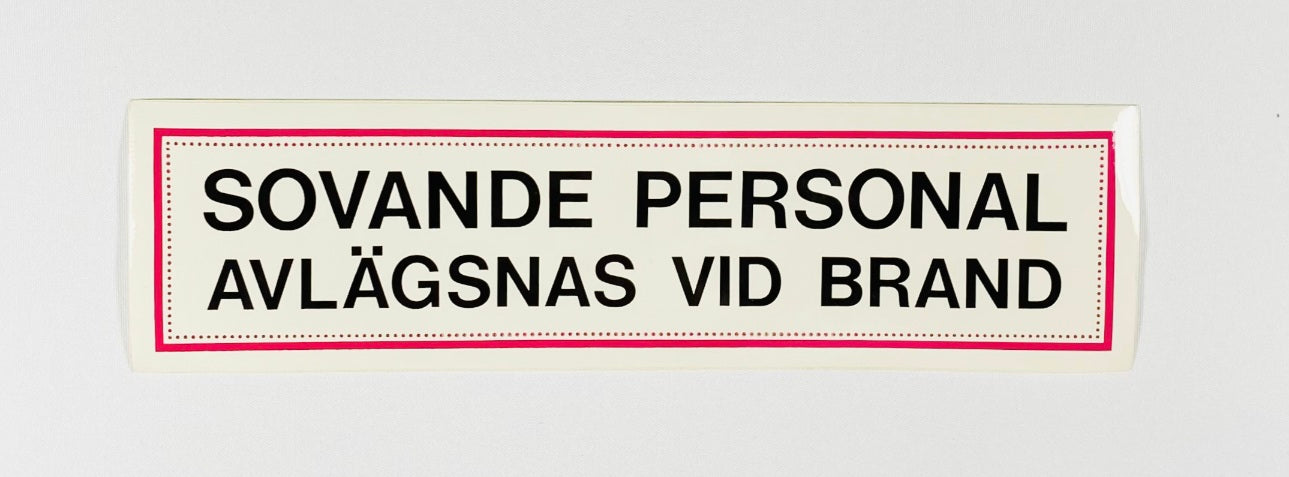 SOVANDE PERSONAL
AVLÄGSNAS VID BRAND